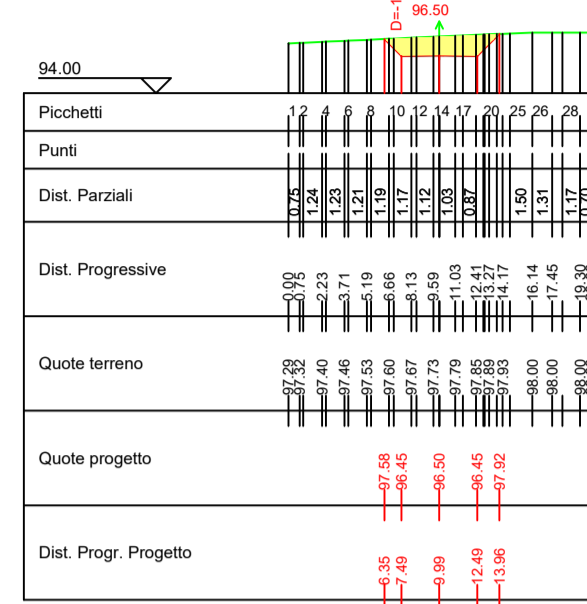 D=-1
96.50
94.00
Picchetti 1 2 4 6 8 10 12 14 17 20 25 26 28
Punti
Dist. Parziali 0.75 1.24 1.23 1.21 1.19 1.17 1.12 1.03 0.87 1.50 1.31 1.17 0.70
Dist. Progressive 0.00 0.75 2.23 3.71 5.19 6.66 8.13 9.59 11.03 12.41 13.27 14.17 16.14 17.45 19.30
Quote terreno 97.29 97.32 97.40 97.46 97.53 97.60 97.67 97.73 97.79 97.85 97.89 97.93 98.00 98.00 98.00
Quote progetto 97.58 96.45 96.50 96.45 97.92
Dist. Progr. Progetto 6.35 7.49 9.99 12.49 13.96